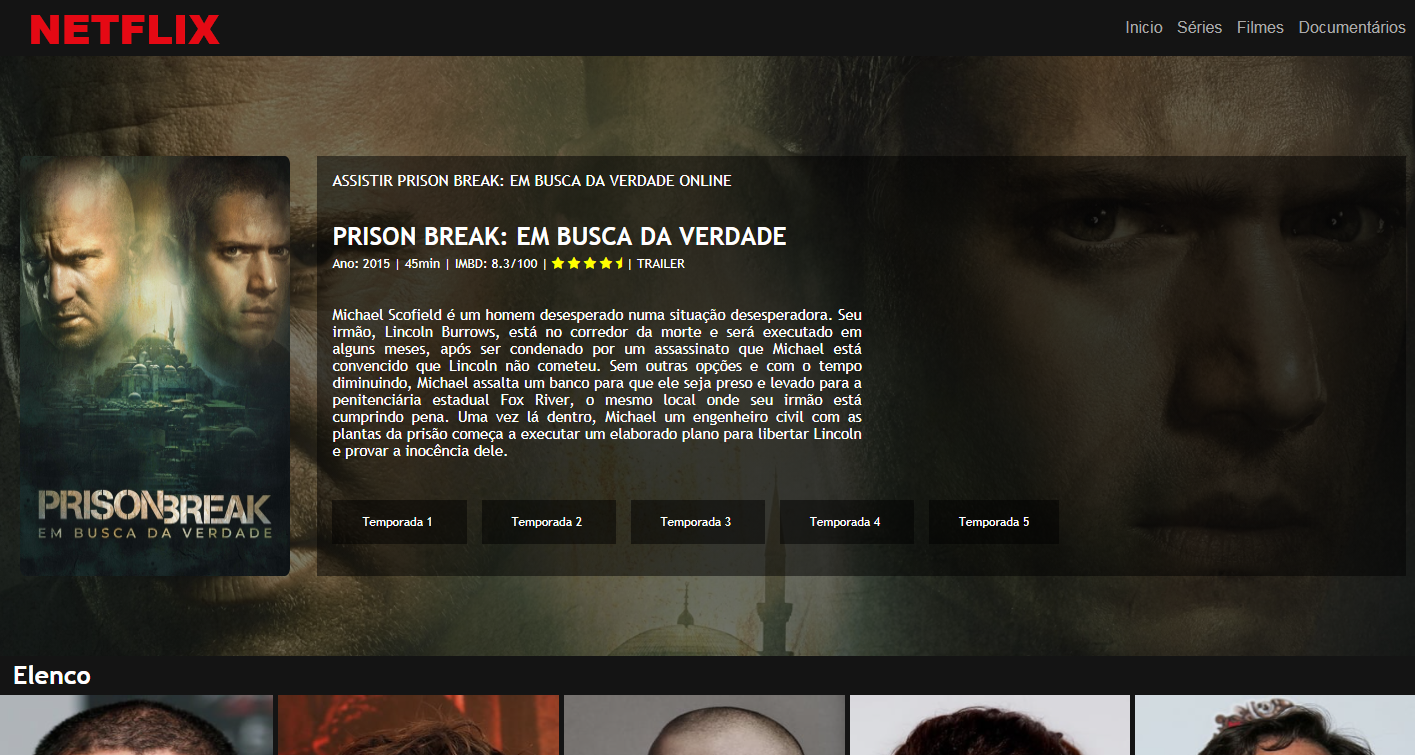 NETFLIX
Inicio Séries Filmes Documentários
ASSISTIR PRISON BREAK: EM BUSCA DA VERDADE ONLINE
PRISON BREAK: EM BUSCA DA VERDADE
Ano: 2015 | 45min | IMBD: 8.3/100 | | TRAILER
Michael Scofield é um homem desesperado numa situação desesperadora. Seu
irmão, Lincoln Burrows, está no corredor da morte e será executado em
alguns meses, após ser condenado por um assassinato que Michael está
convencido que Lincoln não cometeu. Sem outras opções e com o tempo
diminuindo, Michael assalta um banco para que ele seja preso e levado para a
penitenciária estadual Fox River, o mesmo local onde seu irmão está
cumprindo pena. Uma vez lá dentro, Michael um engenheiro civil com as
plantas da prisão começa a executar um elaborado plano para libertar Lincoln
e provar a inocência dele.
PRISON BREAK
EM BUSCA DA VERDADE
Temporada 1 Temporada 2 Temporada 3 Temporada 4 Temporada 5
Elenco